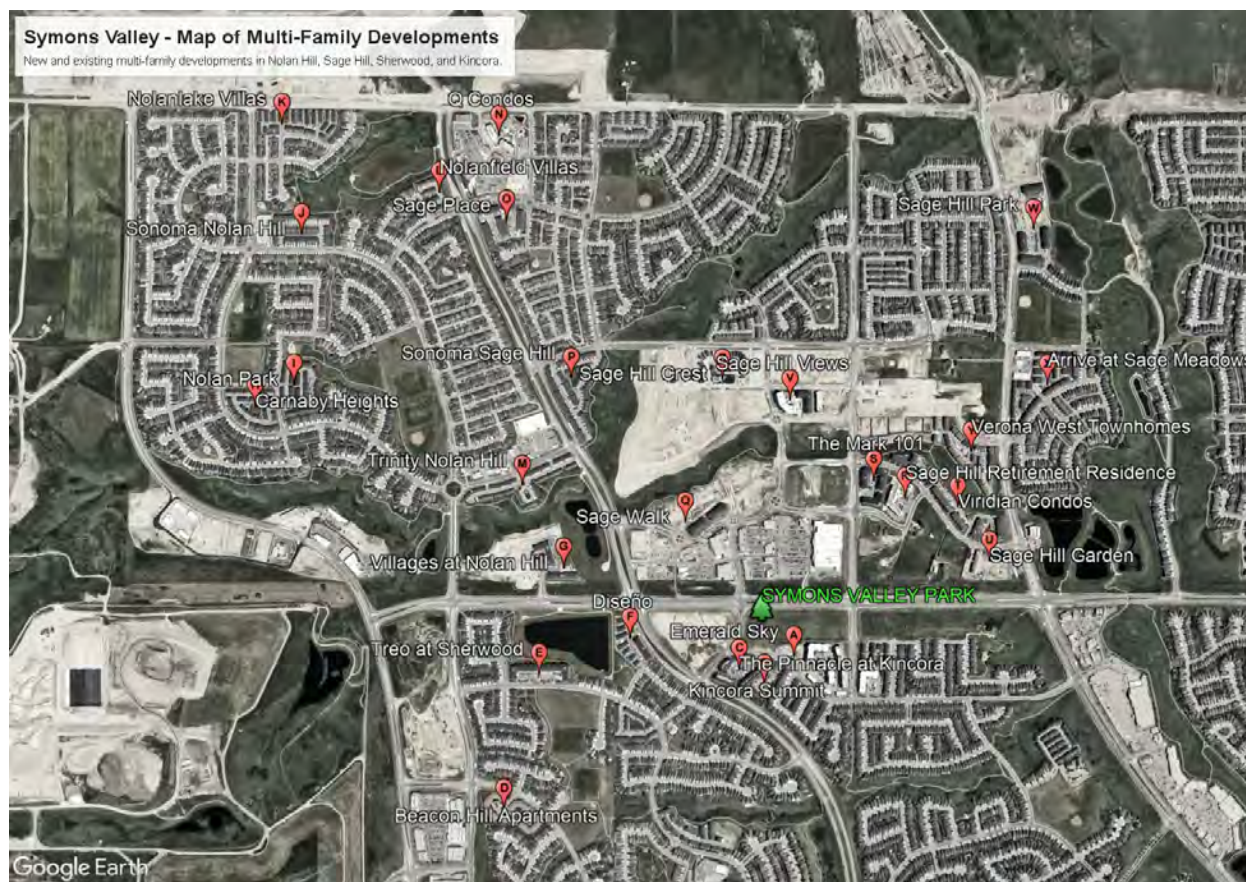 Symons Valley - Map of Multi-Family Developments
New and existing multi-family developments in Nolan Hill, Sage Hill, Sherwood, and Kincora.
Nolanlake Villas
K
Q Condos
N
Nolanfield Villas
Sage Place
O
Sage Hill Park
W
J
Sonoma Nolan Hill
Sonoma Sage Hill
P
Sage Hill Crest
Sage Hill Views
V
Arrive at Sage Meadows
I
Nolan Park
Carnaby Heights
The Mark 101
Verona West Townhomes
Trinity Nolan Hill
M
S
Sage Hill Retirement Residence
Viridian Condos
Sage Walk
Q
U
Sage Hill Garden
Villages at Nolan Hill
G
SYMONS VALLEY PARK
Diseño
F
Emerald Sky
A
Treo at Sherwood
E
C
The Pinnacle at Kincora
Kincora Summit
D
Beacon Hill Apartments
Google Earth